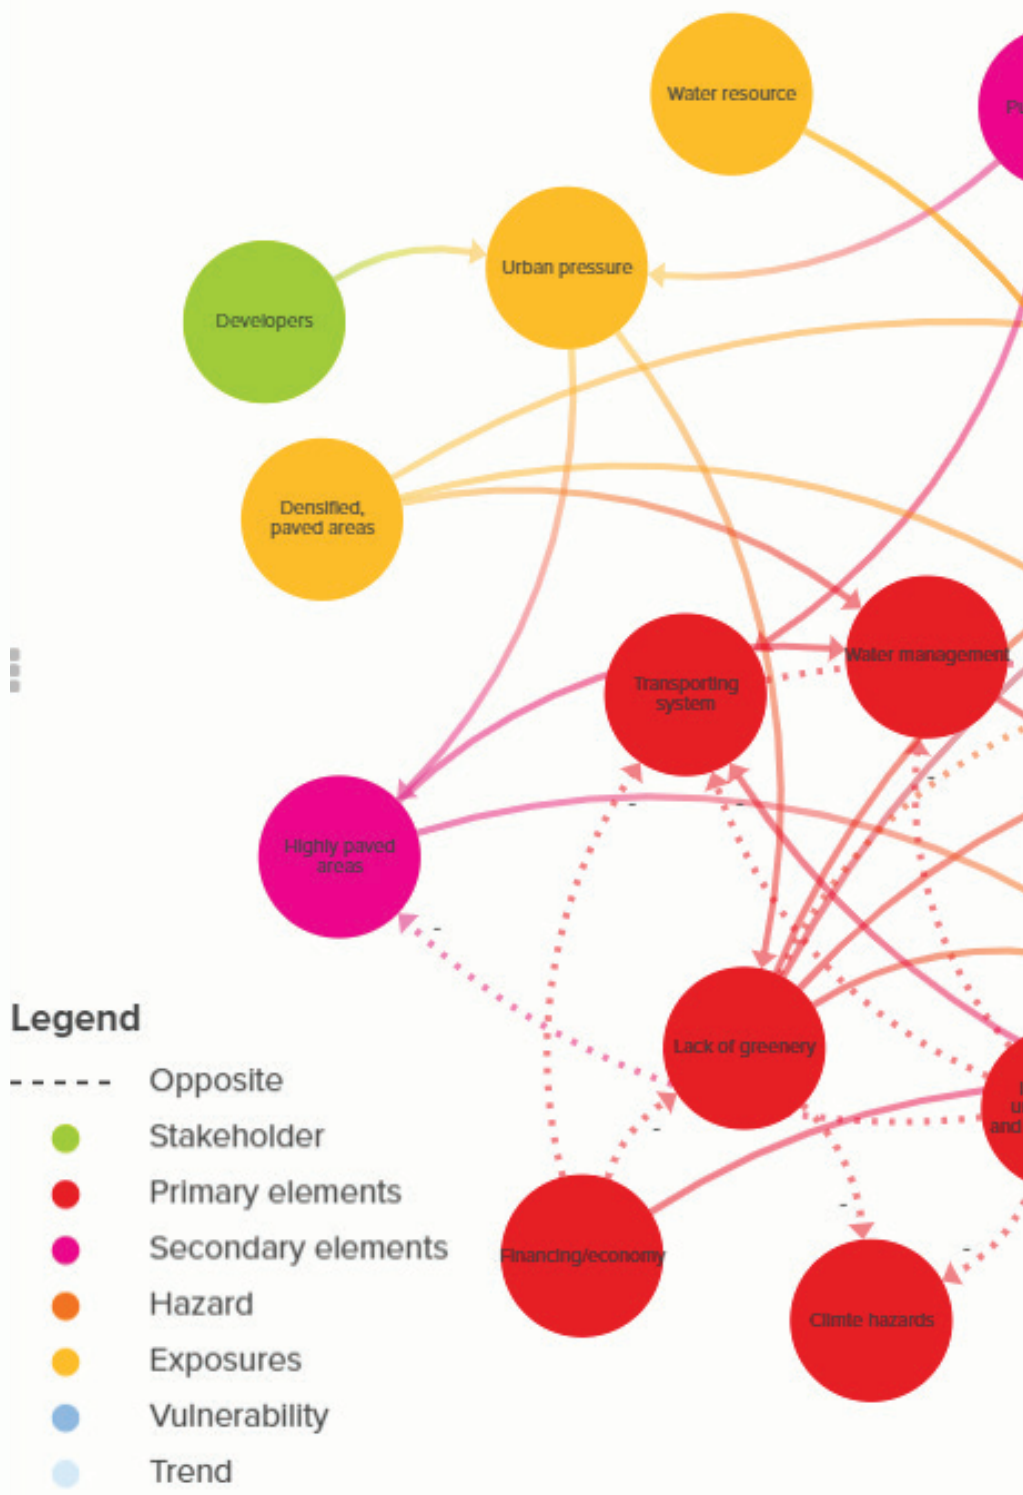 Water resource
Urban pressure
Developers
Densified,
paved areas
Water management
Transporting
system
Highly paved
areas
-
-
-
-
Lack of greenery
and
-
Financing/economy
-
-
Climte hazards
Legend
Opposite
Stakeholder
Primary elements
Secondary elements
Hazard
Exposures
Vulnerability
Trend